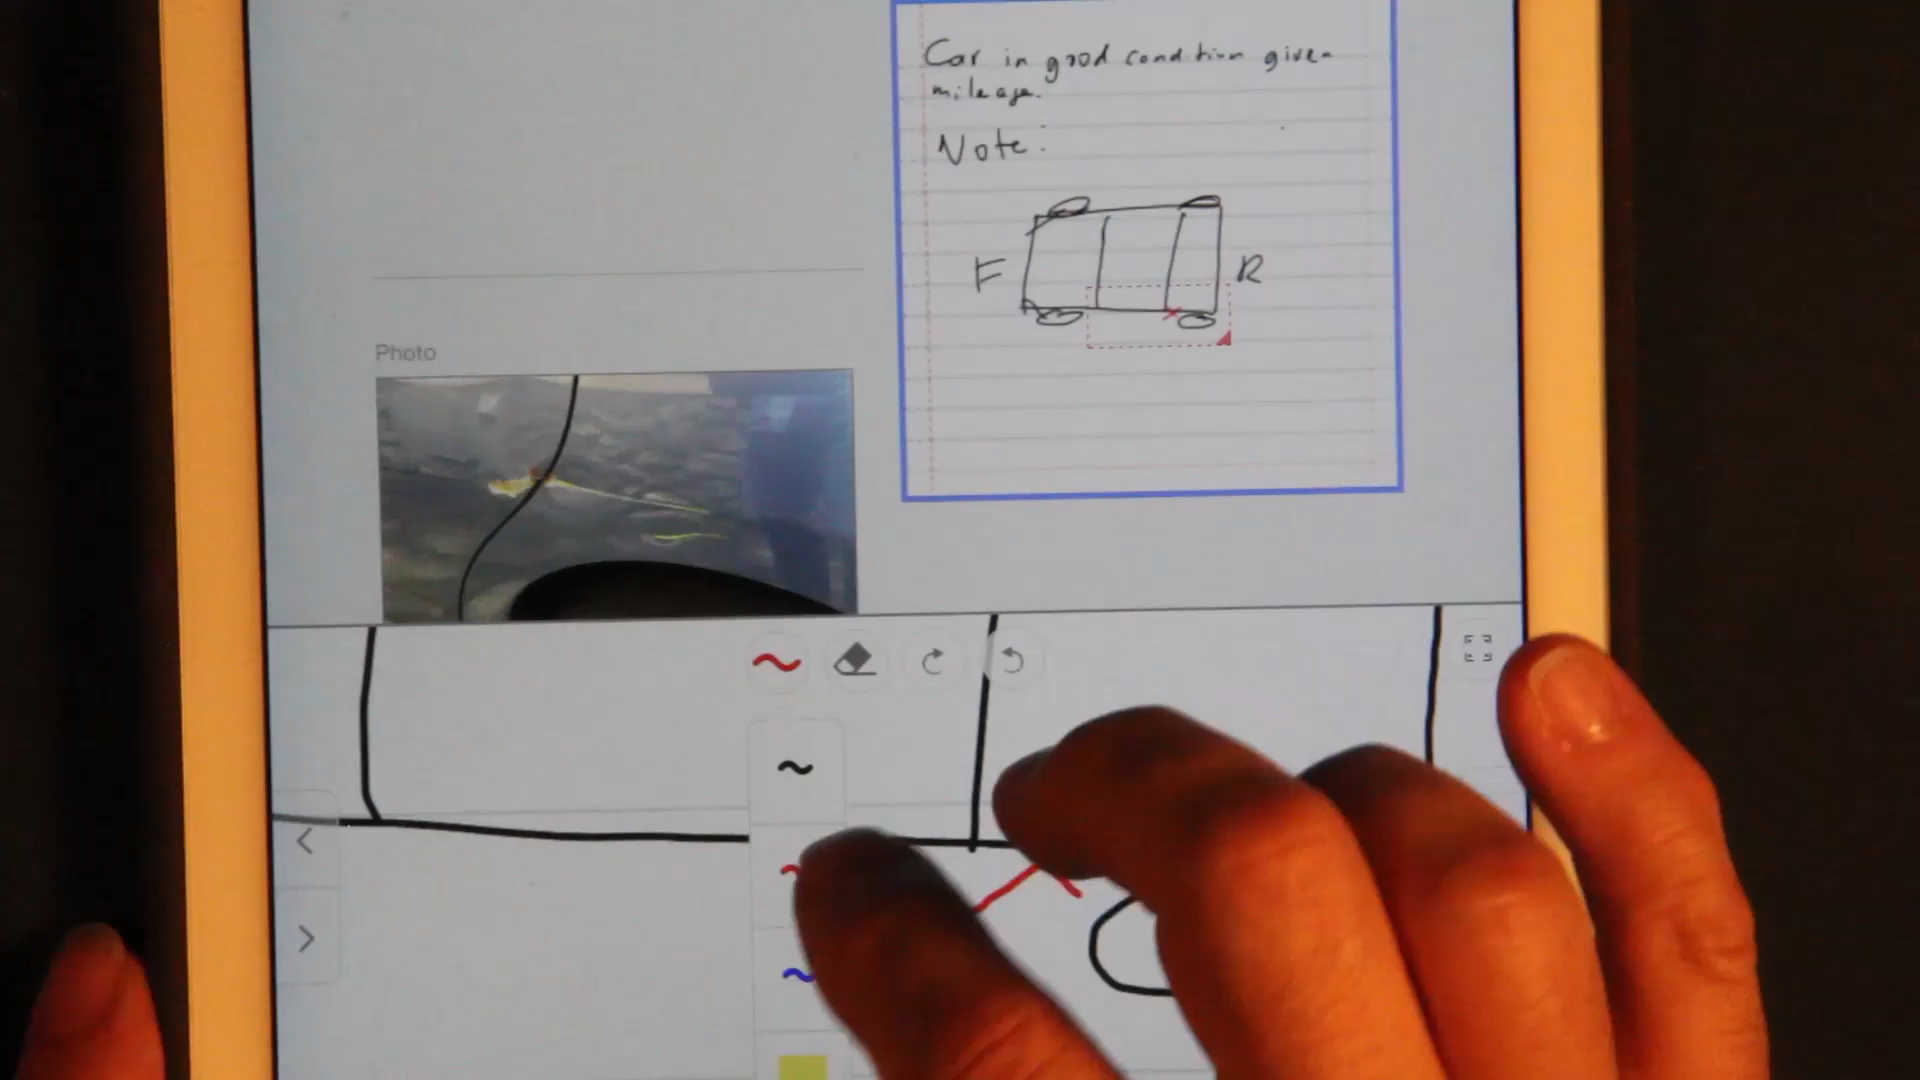 Car in good condition given
mileage.
Note:
F
R
Photo